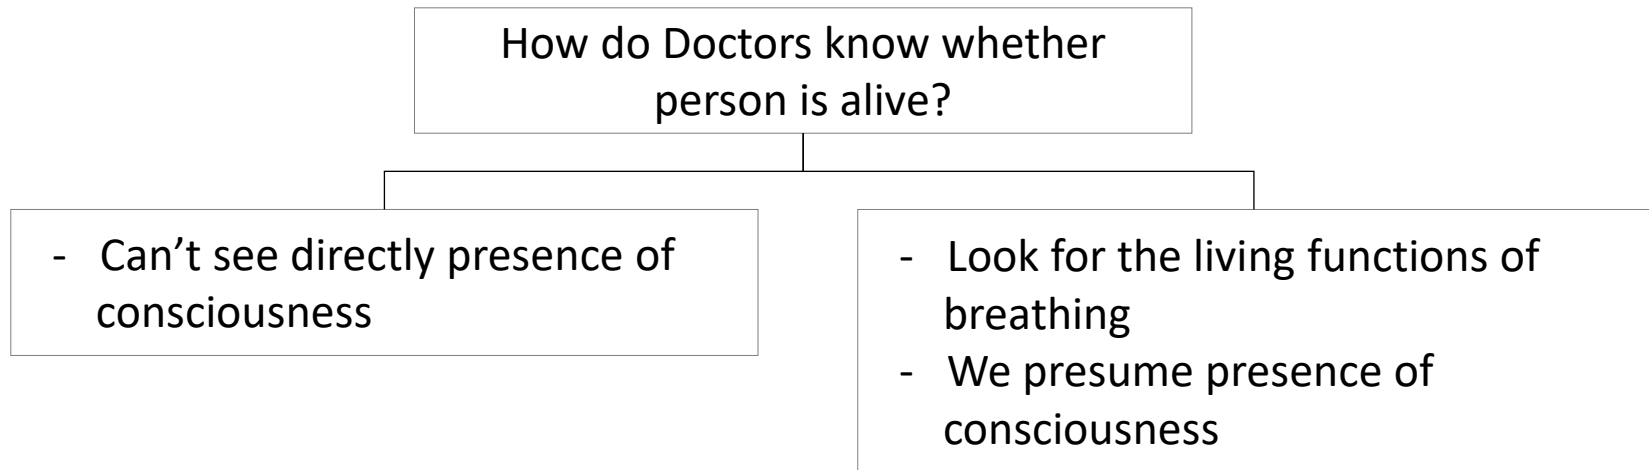 How do Doctors know whether
person is alive?
- Can’t see directly presence of
consciousness
- Look for the living functions of
breathing
- We presume presence of
consciousness